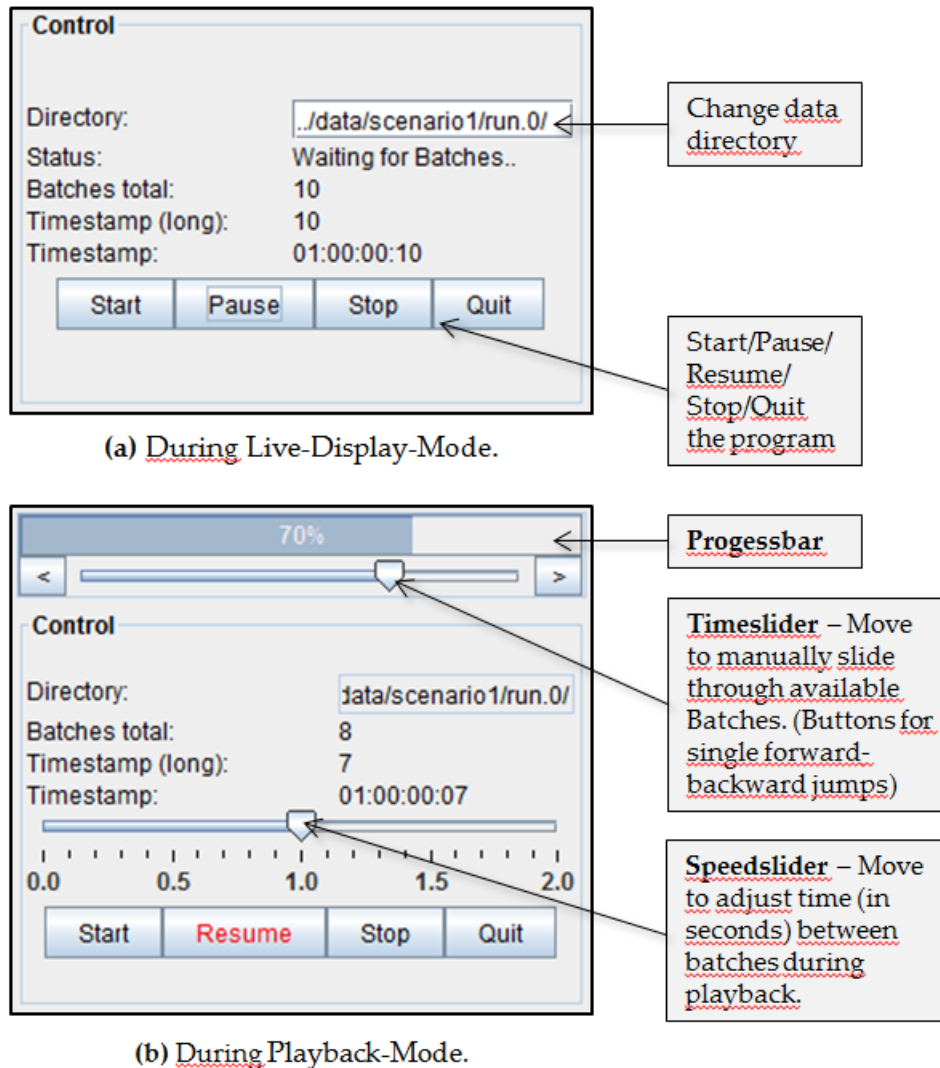 Control
Directory:
../data/scenario1/run.0/
Status:
Waiting for Batches..
Batches total:
10
Timestamp (long):
10
Timestamp:
01:00:00:10
Start
Pause
Stop
Quit
Change data
directory
Start/Pause/
Resume/
Stop/Quit
the program
(a) During Live-Display-Mode.
70%
<
>
Control
Directory:
data/scenario1/run.0/
Batches total:
8
Timestamp (long):
7
Timestamp:
01:00:00:07
0.0
0.5
1.0
1.5
2.0
Start
Resume
Stop
Quit
Progessbar
Timeslider – Move
to manually slide
through available
Batches. (Buttons for
single forward-
backward jumps)
Speedslider – Move
to adjust time (in
seconds) between
batches during
playback.
(b) During Playback-Mode.